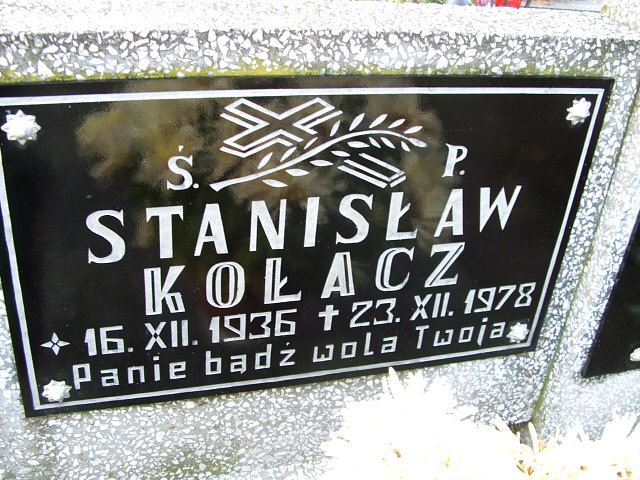 Ś. P.
STANISŁAW
KOŁACZ
16. XII. 1936 ✝ 23. XII. 1978
Panie bądź wola Twoja